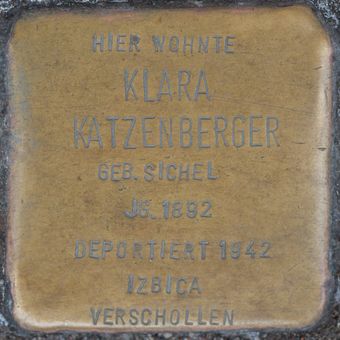 HIER WOHNTE
KLARA
KATZENBERGER
GEB. SICHEL
JG. 1892
DEPORTIERT 1942
IZBICA
VERSCHOLLEN